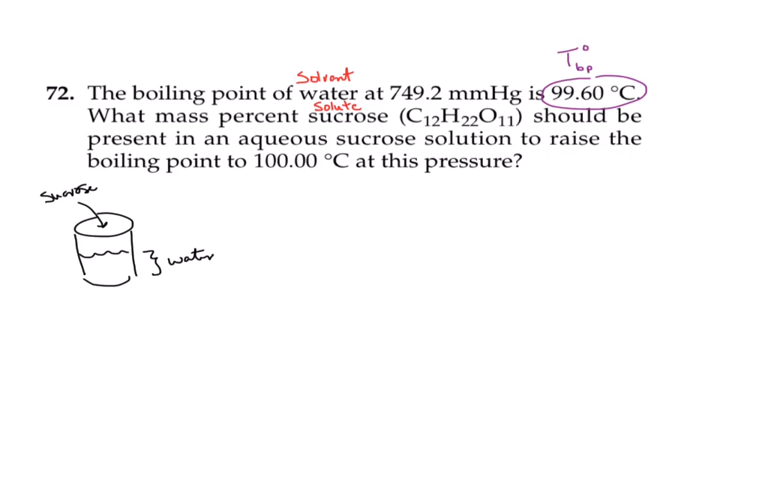 T°bp
Solvant
72. The boiling point of water at 749.2 mmHg is 99.60 °C.
Solute
What mass percent sucrose (C12H22O11) should be
present in an aqueous sucrose solution to raise the
boiling point to 100.00 °C at this pressure?
sucrose
water